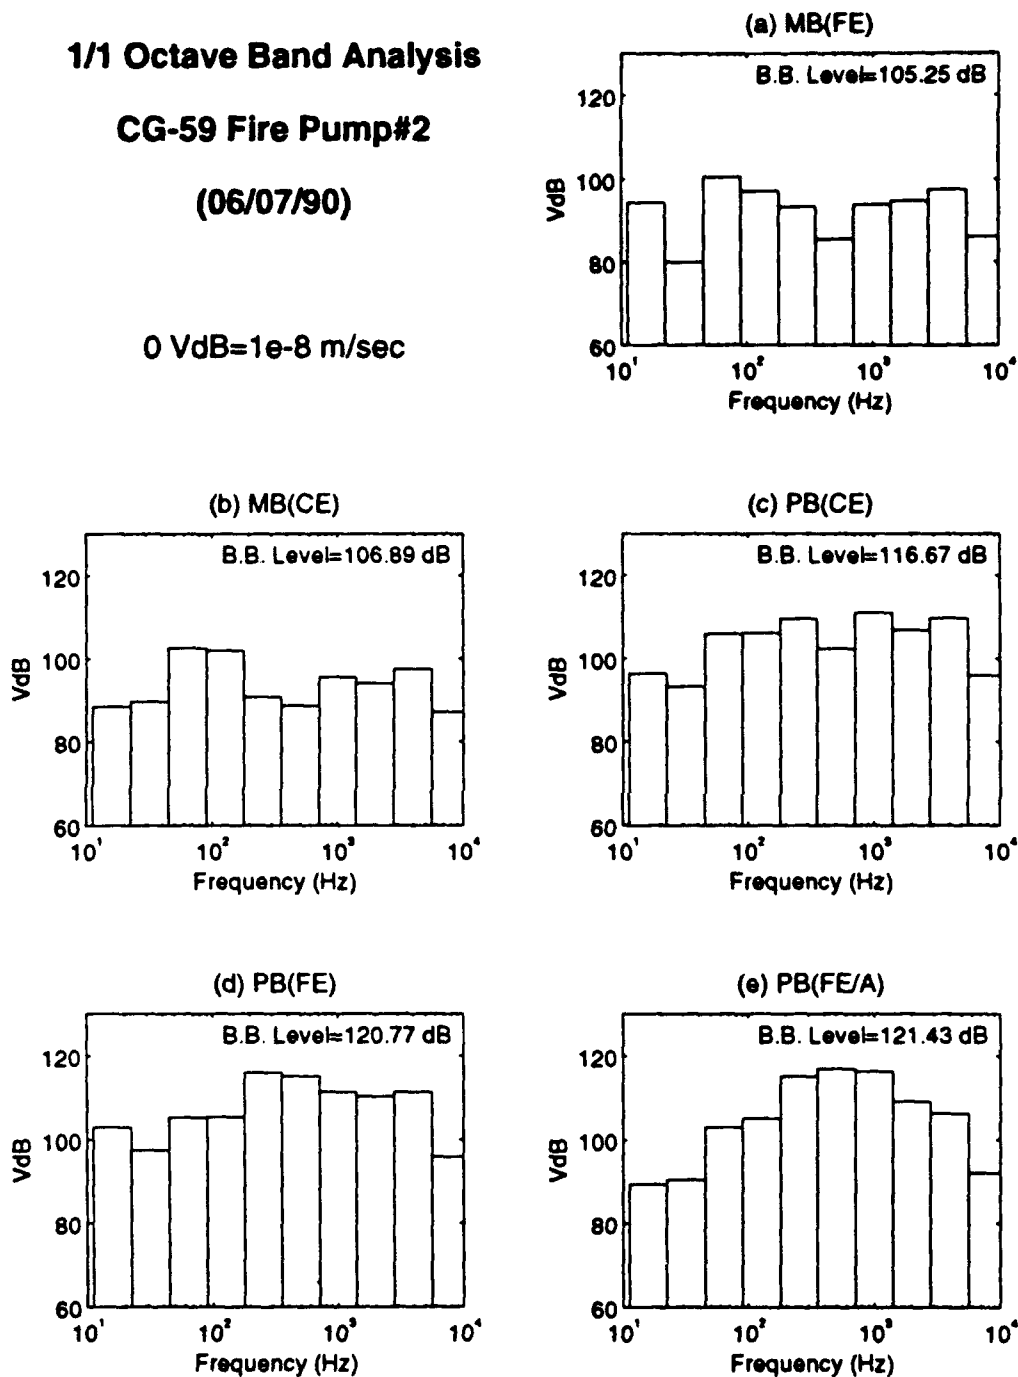 1/1 Octave Band Analysis
CG-59 Fire Pump#2
(06/07/90)
0 VdB=1e-8 m/sec
(a) MB(FE)
B.B. Level=105.25 dB
120
100
80
60
VdB
10¹ 10² 10³ 10⁴
Frequency (Hz)
(b) MB(CE)
B.B. Level=106.89 dB
120
100
80
60
VdB
10¹ 10² 10³ 10⁴
Frequency (Hz)
(c) PB(CE)
B.B. Level=116.67 dB
120
100
80
60
VdB
10¹ 10² 10³ 10⁴
Frequency (Hz)
(d) PB(FE)
B.B. Level=120.77 dB
120
100
80
60
VdB
10¹ 10² 10³ 10⁴
Frequency (Hz)
(e) PB(FE/A)
B.B. Level=121.43 dB
120
100
80
60
VdB
10¹ 10² 10³ 10⁴
Frequency (Hz)